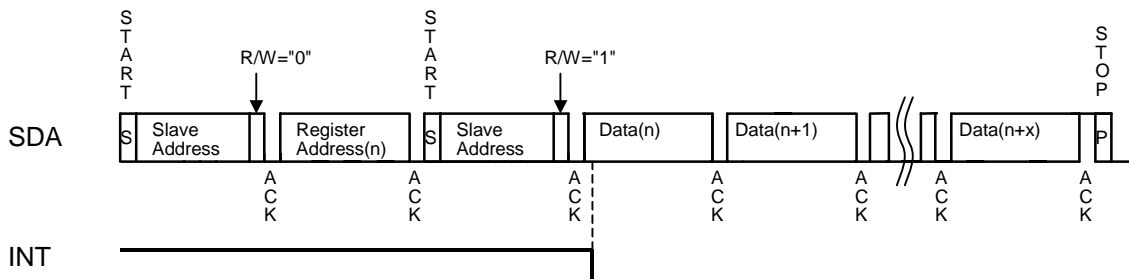 START
START
STOP
R/W="0"
R/W="1"
SDA
S
Slave
Address
Register
Address(n)
S
Slave
Address
Data(n)
Data(n+1)
Data(n+x)
P
ACK
ACK
ACK
ACK
ACK
ACK
ACK
INT